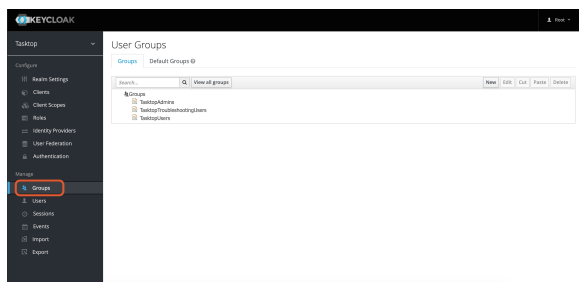 KEYCLOAK
Root
Tasktop
Configure
Realm Settings
Clients
Client Scopes
Roles
Identity Providers
User Federation
Authentication
Manage
Groups
Users
Sessions
Events
Import
Export
User Groups
Groups Default Groups
Search... View all groups New Edit Cut Paste Delete
Groups
TasktopAdmins
TasktopTroubleshootingUsers
TasktopUsers